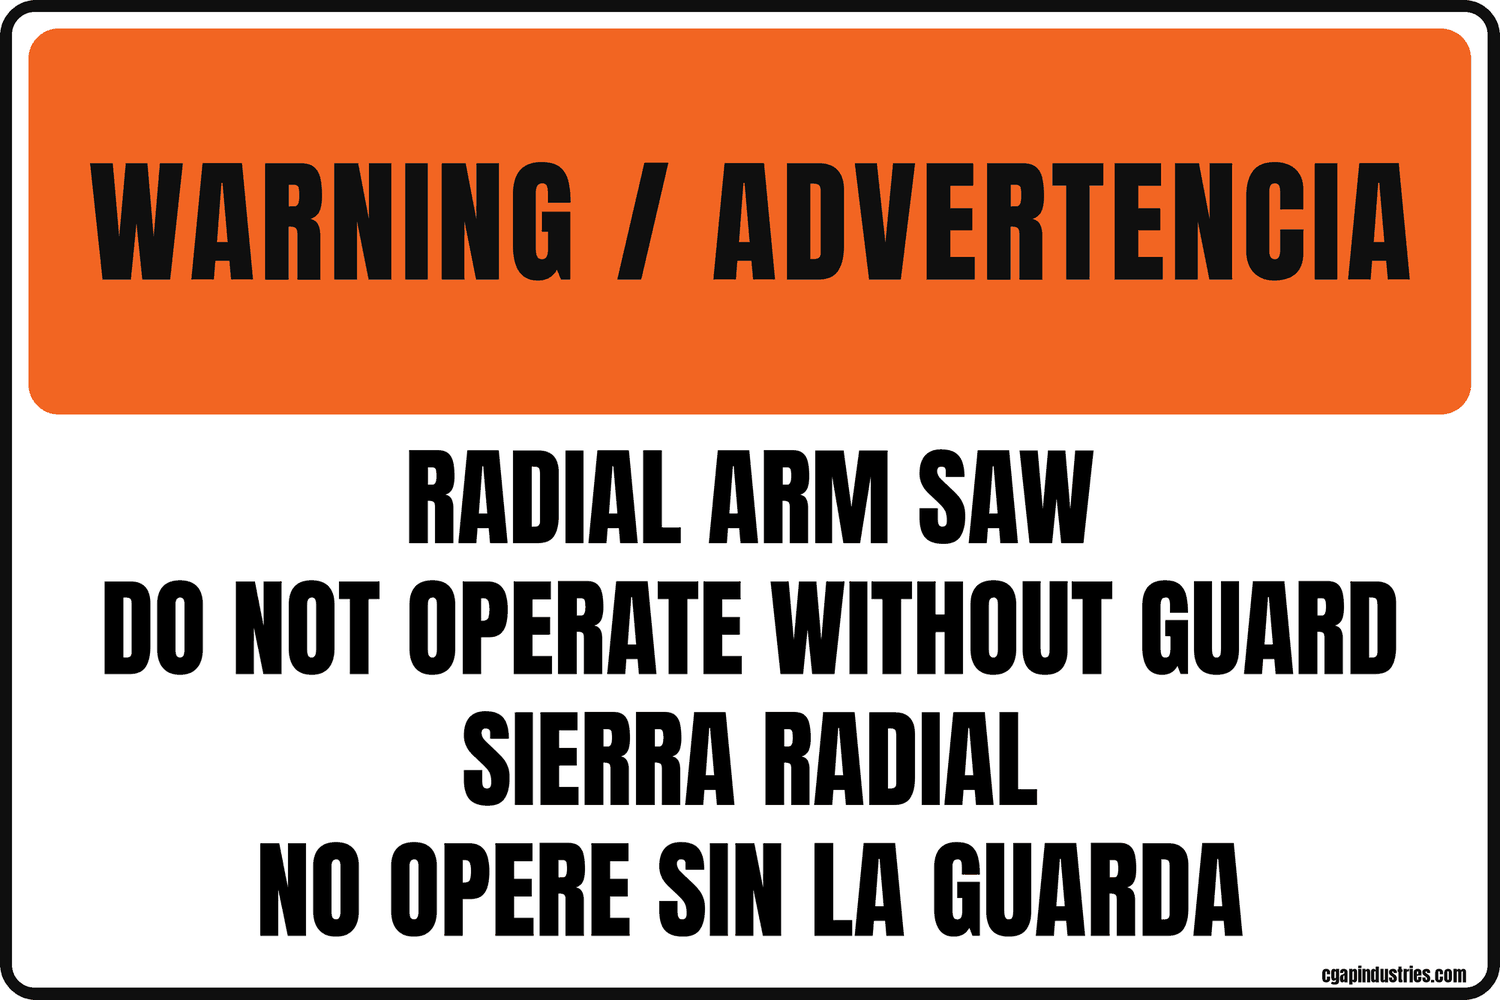 WARNING / ADVERTENCIA
RADIAL ARM SAW
DO NOT OPERATE WITHOUT GUARD
SIERRA RADIAL
NO OPERE SIN LA GUARDA
cgapindustries.com